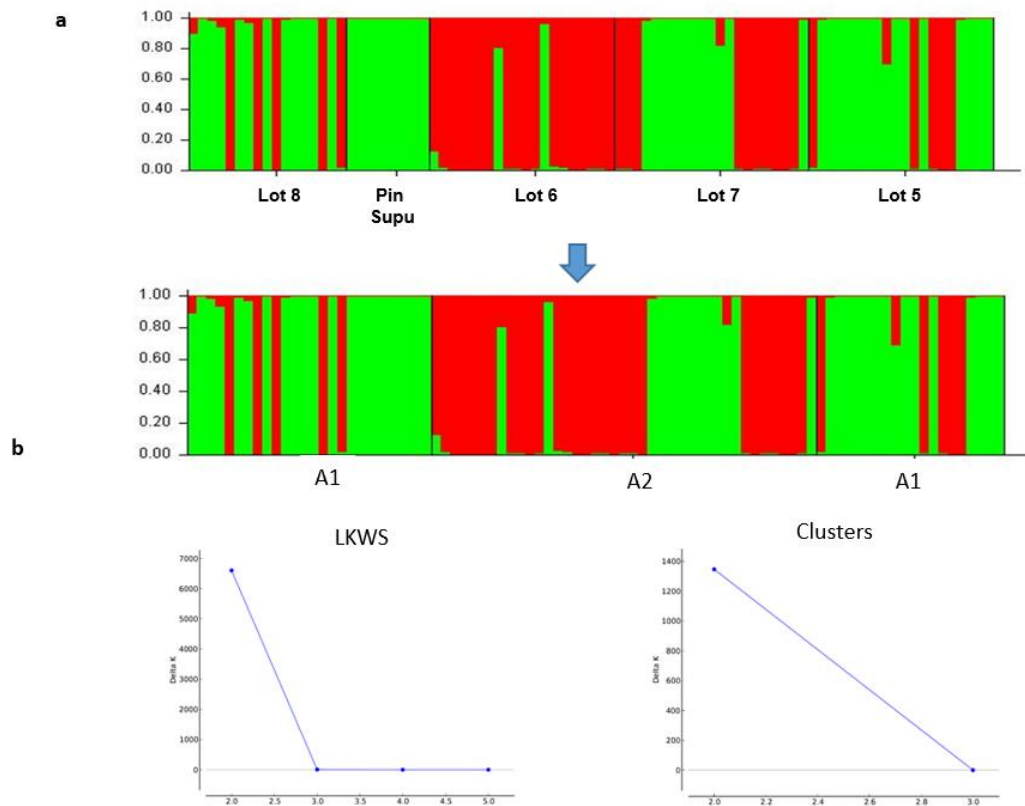 a
1.00
0.80
0.60
0.40
0.20
0.00
Lot 8
Pin
Supu
Lot 6
Lot 7
Lot 5
1.00
0.80
0.60
0.40
0.20
0.00
b
A1
A2
A1
LKWS
Delta K
7000
6000
5000
4000
3000
2000
1000
0
2.0 2.5 3.0 3.5 4.0 4.5 5.0
Clusters
Delta K
1400
1200
1000
800
600
400
200
0
2.0 2.2 2.4 2.6 2.8 3.0